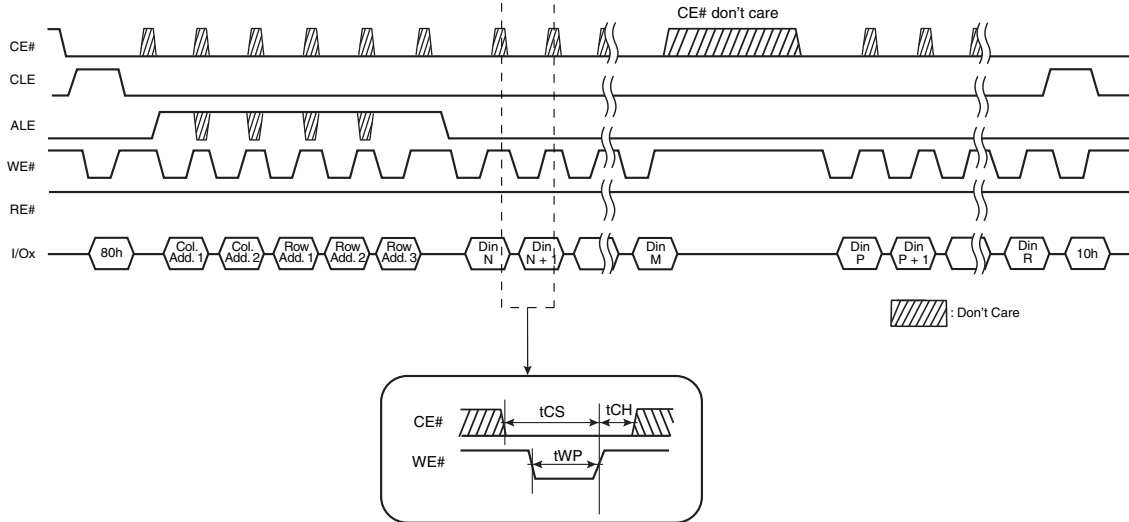 CE# don't care
CE#
CLE
ALE
WE#
RE#
I/Ox
80h
Col.
Add. 1
Col.
Add. 2
Row
Add. 1
Row
Add. 2
Row
Add. 3
Din
N
Din
N + 1
Din
M
Din
P
Din
P + 1
Din
R
10h
: Don't Care
CE#
tCS
tCH
WE#
tWP